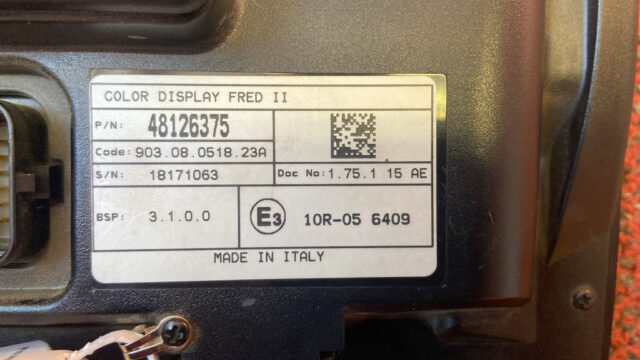 COLOR DISPLAY FRED II
P/N: 48126375
Code: 903.08.0518.23A
S/N: 18171063 Doc No: 1.75.1 15 AE
BSP: 3.1.0.0 E3 10R-05 6409
MADE IN ITALY